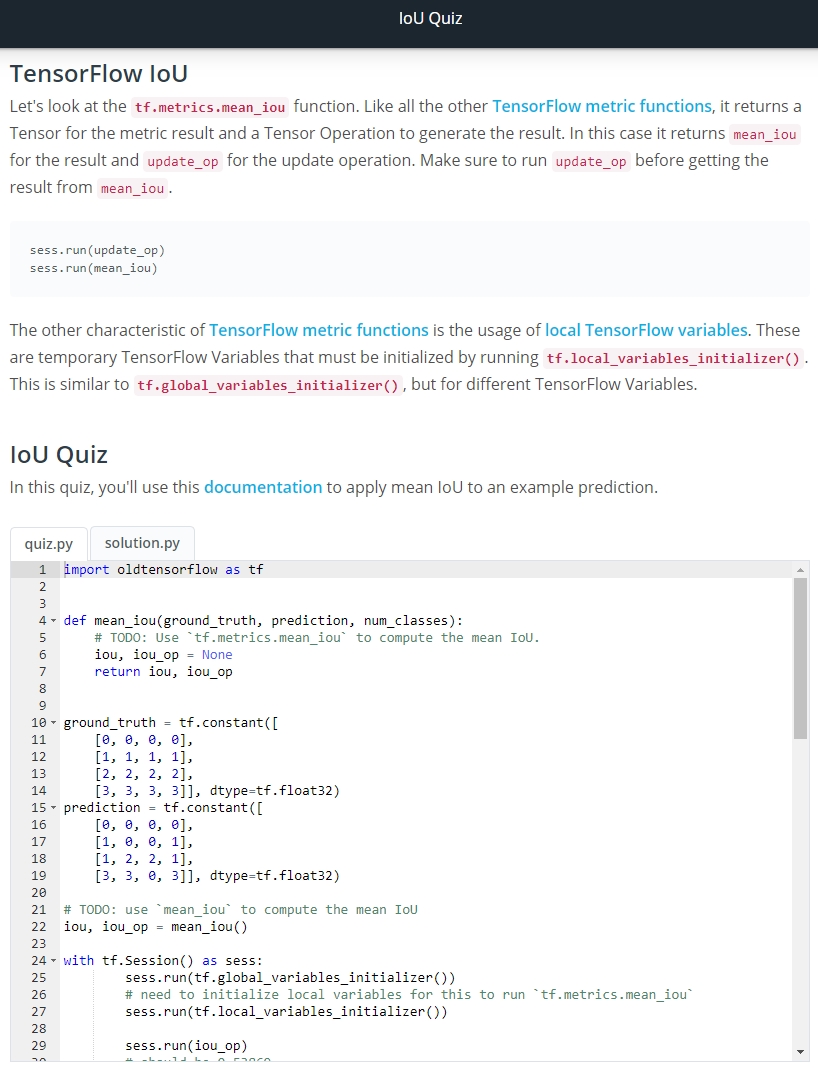 IoU Quiz
TensorFlow IoU
Let's look at the tf.metrics.mean_iou function. Like all the other TensorFlow metric functions, it returns a
Tensor for the metric result and a Tensor Operation to generate the result. In this case it returns mean_iou
for the result and update_op for the update operation. Make sure to run update_op before getting the
result from mean_iou.
sess.run(update_op)
sess.run(mean_iou)
The other characteristic of TensorFlow metric functions is the usage of local TensorFlow variables. These
are temporary TensorFlow Variables that must be initialized by running tf.local_variables_initializer().
This is similar to tf.global_variables_initializer(), but for different TensorFlow Variables.
IoU Quiz
In this quiz, you'll use this documentation to apply mean IoU to an example prediction.
quiz.py solution.py
1 import oldtensorflow as tf
2
3
4 def mean_iou(ground_truth, prediction, num_classes):
5 # TODO: Use `tf.metrics.mean_iou` to compute the mean IoU.
6 iou, iou_op = None
7 return iou, iou_op
8
9
10 ground_truth = tf.constant([
11 [0, 0, 0, 0],
12 [1, 1, 1, 1],
13 [2, 2, 2, 2],
14 [3, 3, 3, 3]], dtype=tf.float32)
15 prediction = tf.constant([
16 [0, 0, 0, 0],
17 [1, 0, 0, 1],
18 [1, 2, 2, 1],
19 [3, 3, 0, 3]], dtype=tf.float32)
20
21 # TODO: use `mean_iou` to compute the mean IoU
22 iou, iou_op = mean_iou()
23
24 with tf.Session() as sess:
25 sess.run(tf.global_variables_initializer())
26 # need to initialize local variables for this to run `tf.metrics.mean_iou`
27 sess.run(tf.local_variables_initializer())
28
29 sess.run(iou_op)